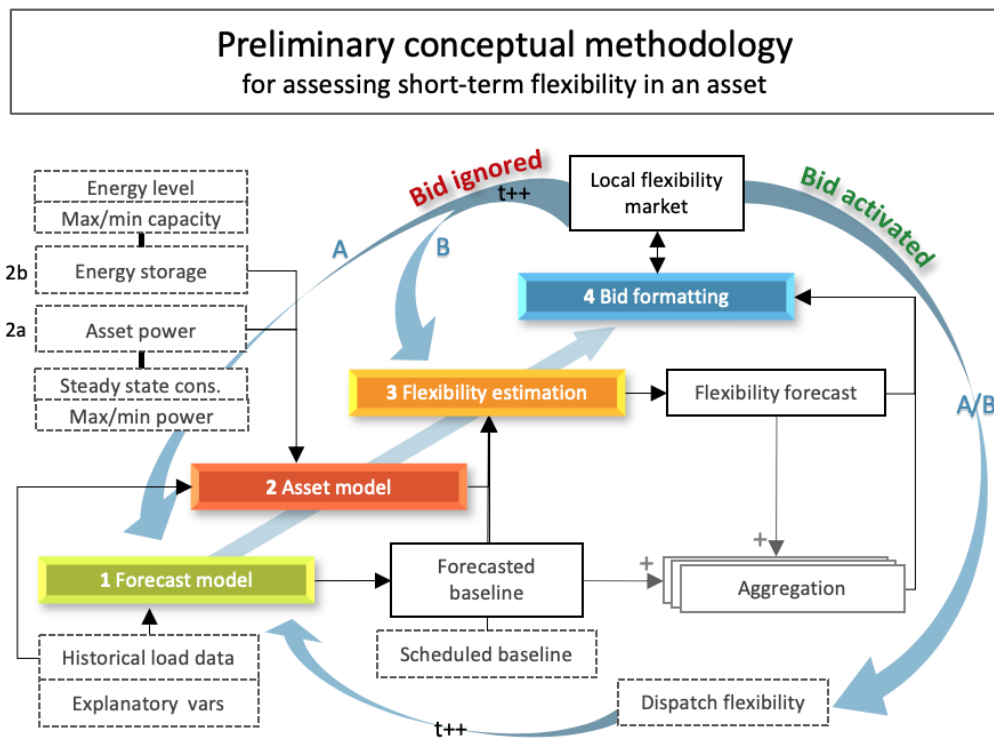 Preliminary conceptual methodology
for assessing short-term flexibility in an asset
Bid ignored
t++
Local flexibility
market
Bid activated
Energy level
Max/min capacity
A
B
2b
Energy storage
4 Bid formatting
2a
Asset power
Steady state cons.
Max/min power
3 Flexibility estimation
Flexibility forecast
A/B
2 Asset model
+
+
1 Forecast model
Forecasted
baseline
Aggregation
Historical load data
Scheduled baseline
Explanatory vars
Dispatch flexibility
t++